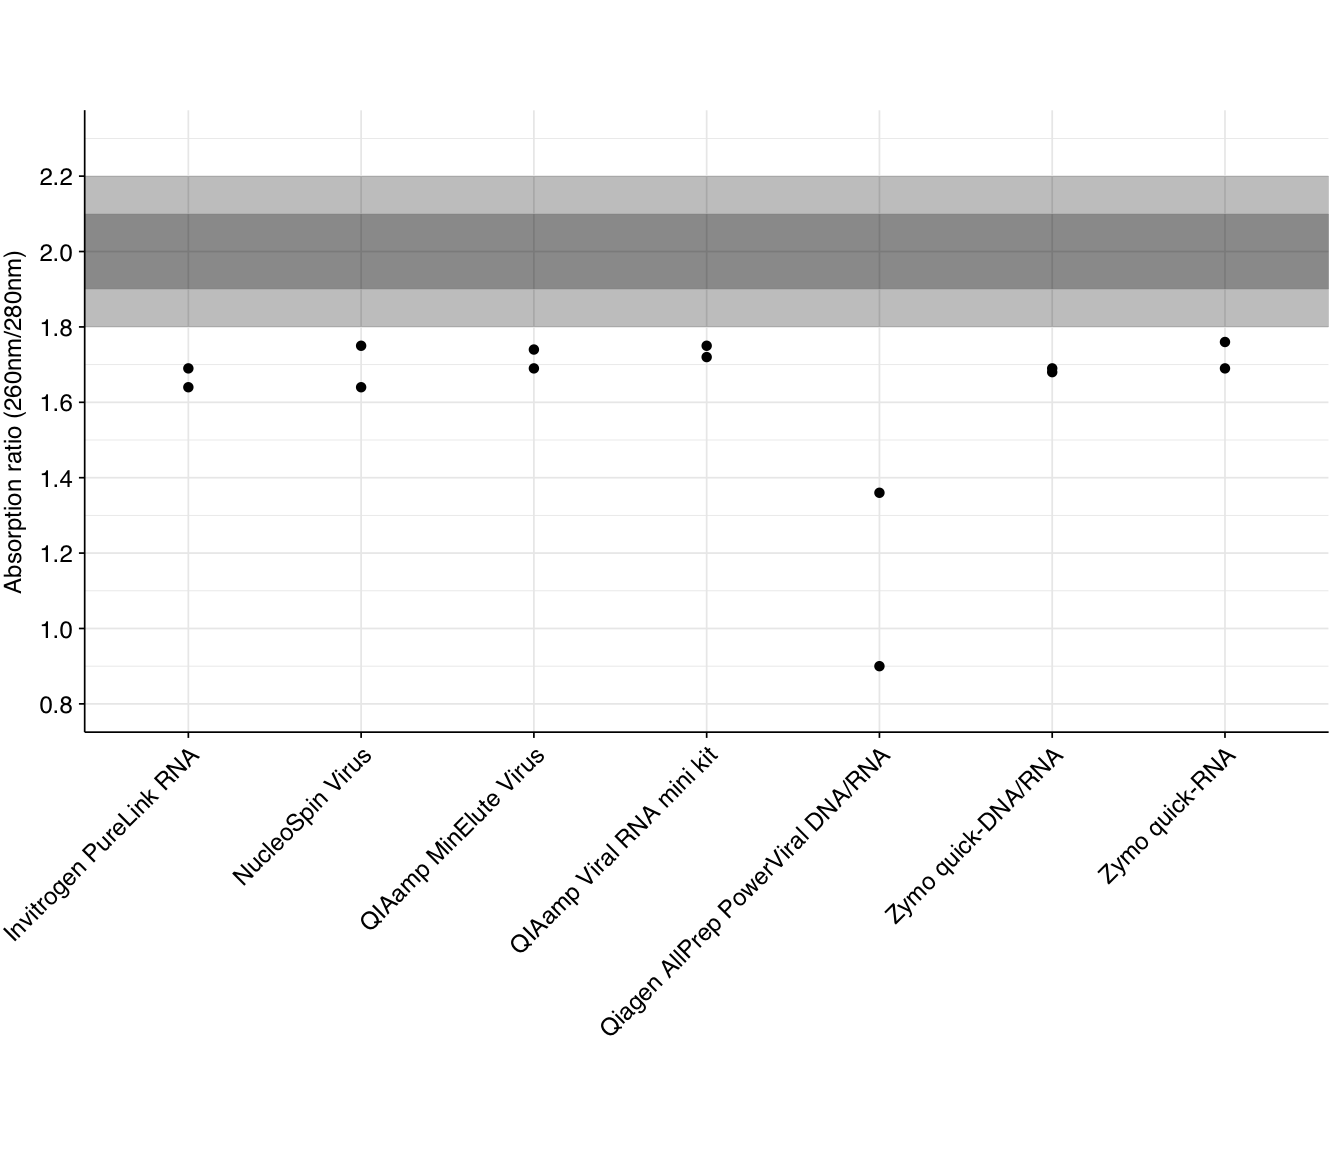 Absorption ratio (260nm/280nm)
2.2
2.0
1.8
1.6
1.4
1.2
1.0
0.8
Invitrogen PureLink RNA
NucleoSpin Virus
QIAamp MinElute Virus
QIAamp Viral RNA mini kit
Qiagen AllPrep PowerViral DNA/RNA
Zymo quick-DNA/RNA
Zymo quick-RNA